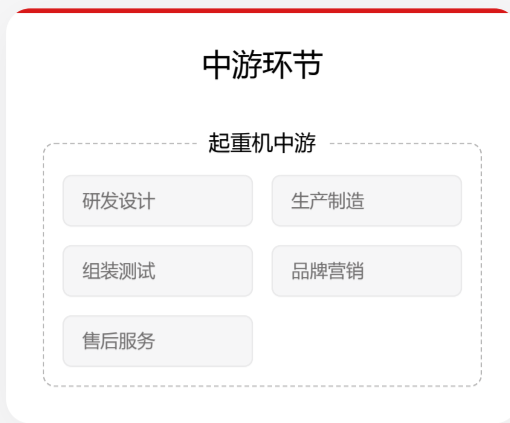 中游环节
起重机中游
研发设计
生产制造
组装测试
品牌营销
售后服务